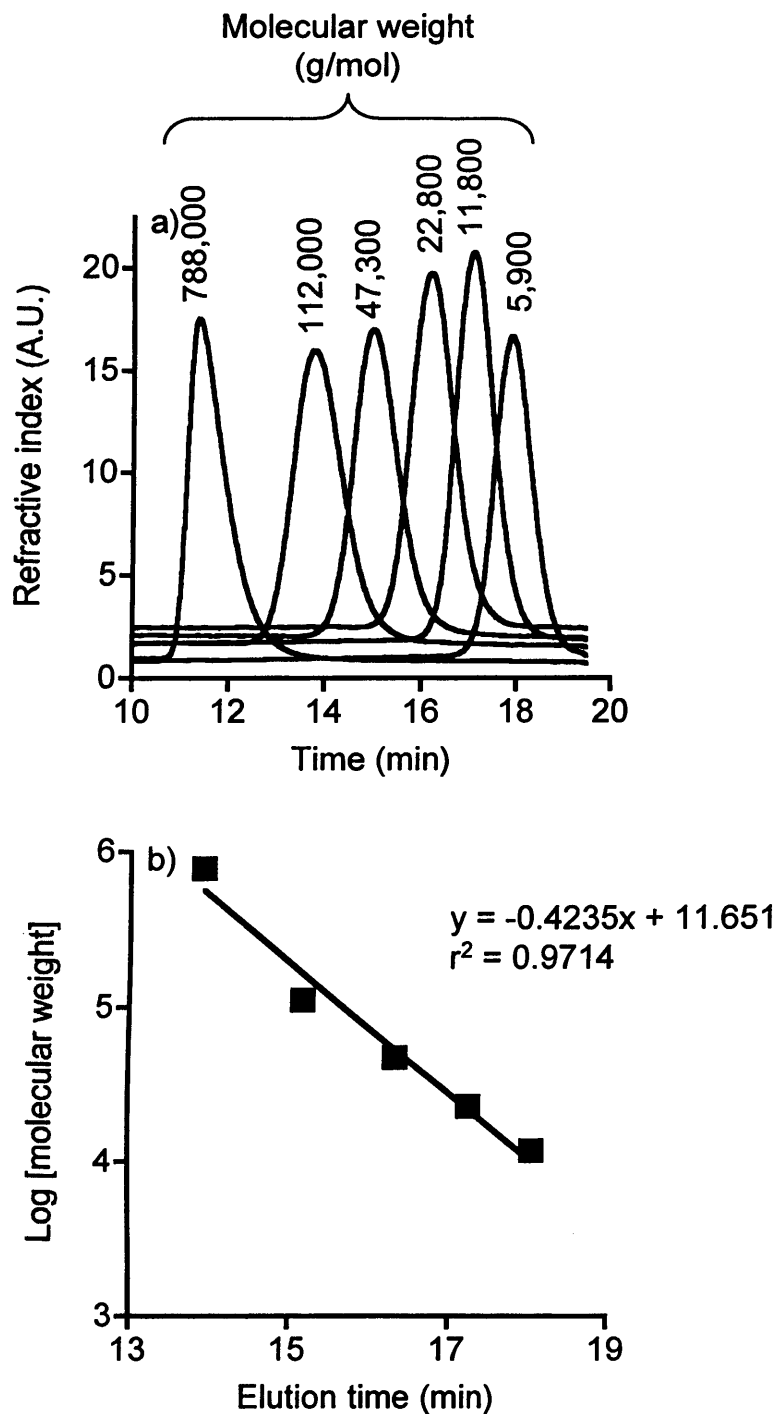 Molecular weight
(g/mol)
a)
788,000
112,000
47,300
22,800
11,800
5,900
Refractive index (A.U.)
20
15
10
5
0
10 12 14 16 18 20
Time (min)
b)
y = -0.4235x + 11.651
r² = 0.9714
Log [molecular weight]
6
5
4
3
13 15 17 19
Elution time (min)